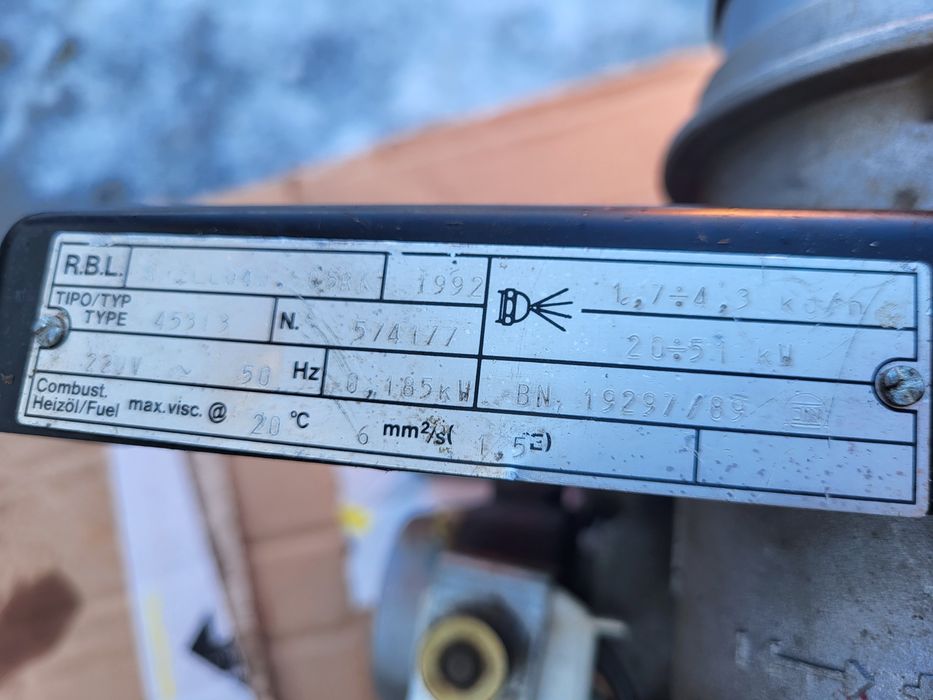 R.B.L. 1992
1,7÷4,3 kg/h
TIPO/TYP
TYPE 45313 N. 574177
20÷51 kW
220V ~ 50 Hz 0,185kW BN. 19297/89
Combust.
Heizöl/Fuel max.visc. @ 20 °C 6 mm²/s( 1,5E)